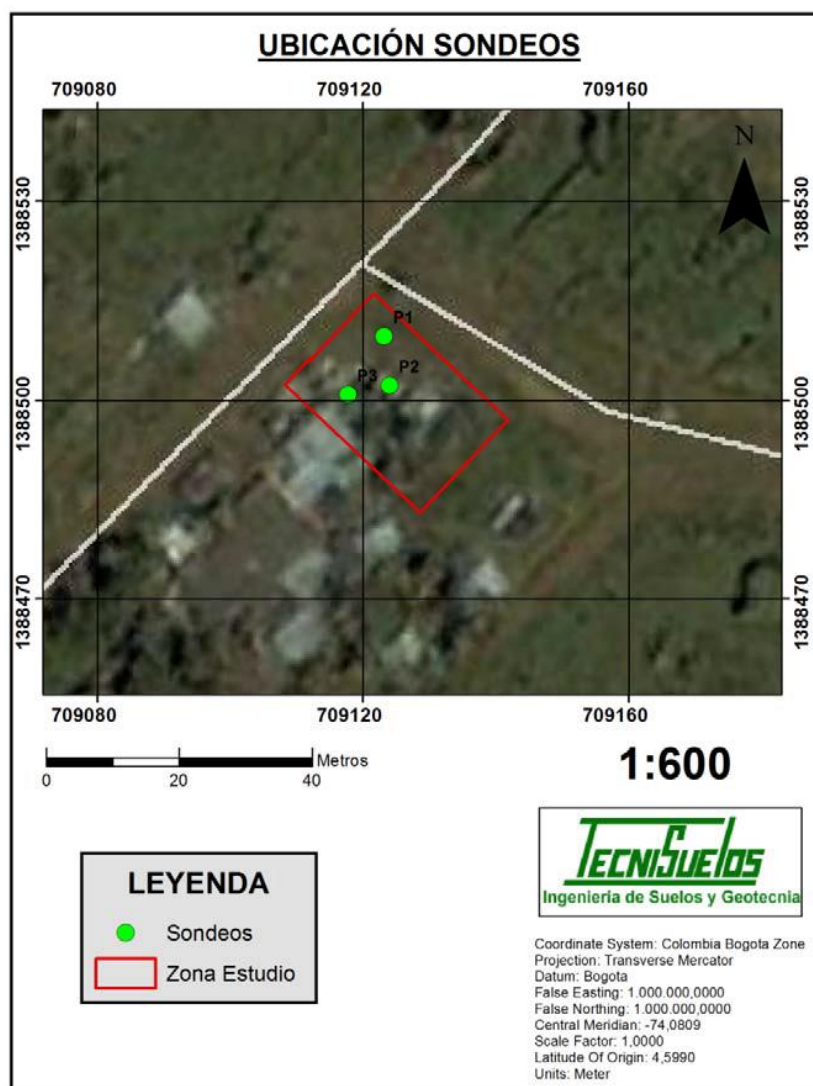 UBICACIÓN SONDEOS
709080 709120 709160
N
1388530 1388530
P1
P2
P3
1388500 1388500
1388470 1388470
709080 709120 709160
Metros
0 20 40
1:600
TECNISUELOS
Ingenieria de Suelos y Geotecnia
LEYENDA
Sondeos
Zona Estudio
Coordinate System: Colombia Bogota Zone
Projection: Transverse Mercator
Datum: Bogota
False Easting: 1.000.000,0000
False Northing: 1.000.000,0000
Central Meridian: -74,0809
Scale Factor: 1,0000
Latitude Of Origin: 4,5990
Units: Meter